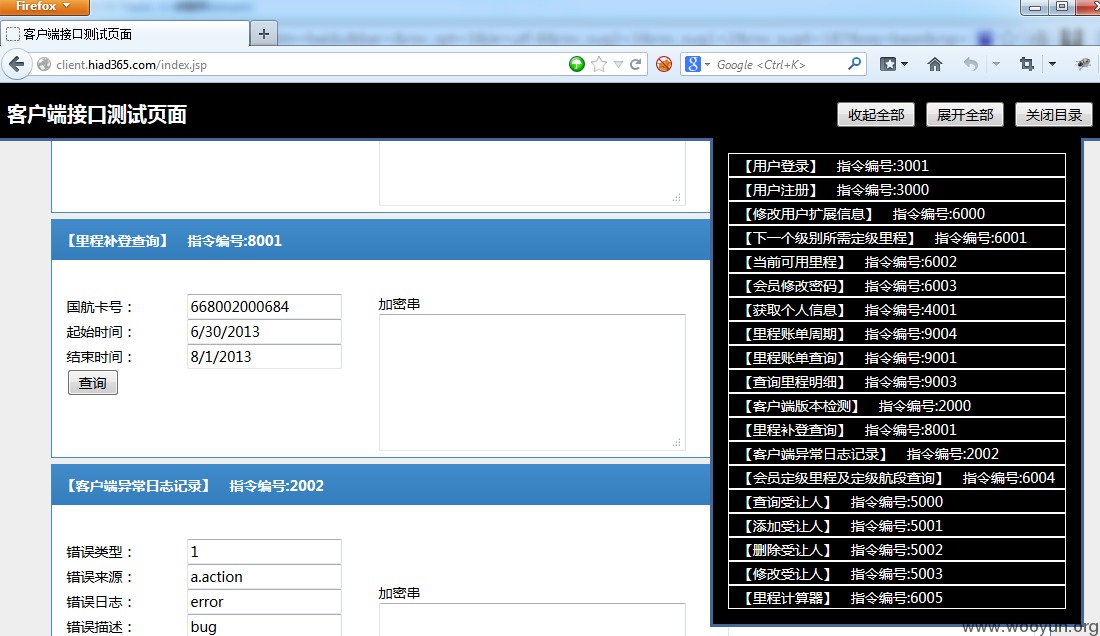 Firefox
客户端接口测试页面
client.hiad365.com/index.jsp
Google <Ctrl+K>
客户端接口测试页面
收起全部
展开全部
关闭目录
【里程补登查询】 指令编号:8001
国航卡号：
668002000684
起始时间：
6/30/2013
结束时间：
8/1/2013
查询
加密串
【客户端异常日志记录】 指令编号:2002
错误类型：
1
错误来源：
a.action
错误日志：
error
错误描述：
bug
加密串
【用户登录】 指令编号:3001
【用户注册】 指令编号:3000
【修改用户扩展信息】 指令编号:6000
【下一个级别所需定级里程】 指令编号:6001
【当前可用里程】 指令编号:6002
【会员修改密码】 指令编号:6003
【获取个人信息】 指令编号:4001
【里程账单周期】 指令编号:9004
【里程账单查询】 指令编号:9001
【查询里程明细】 指令编号:9003
【客户端版本检测】 指令编号:2000
【里程补登查询】 指令编号:8001
【客户端异常日志记录】 指令编号:2002
【会员定级里程及定级航段查询】 指令编号:6004
【查询受让人】 指令编号:5000
【添加受让人】 指令编号:5001
【删除受让人】 指令编号:5002
【修改受让人】 指令编号:5003
【里程计算器】 指令编号:6005
www.wooyun.org